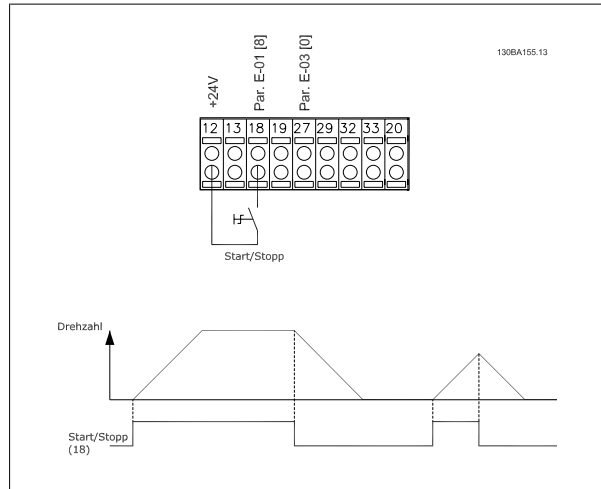 130BA155.13
+24V
Par. E-01 [8]
Par. E-03 [0]
12 13 18 19 27 29 32 33 20
Start/Stopp
Drehzahl
Start/Stopp
(18)